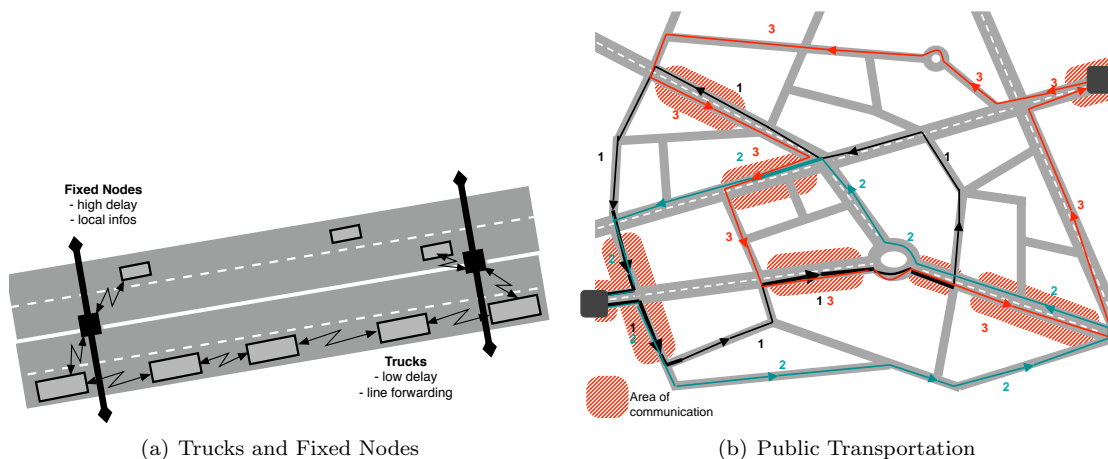 Fixed Nodes
- high delay
- local infos
Trucks
- low delay
- line forwarding
(a) Trucks and Fixed Nodes
3
3
3
3
1
3
2
3
1
1
2
2
3
2
3
2
2
1
3
1
2
3
1
2
2
Area of
communication
(b) Public Transportation